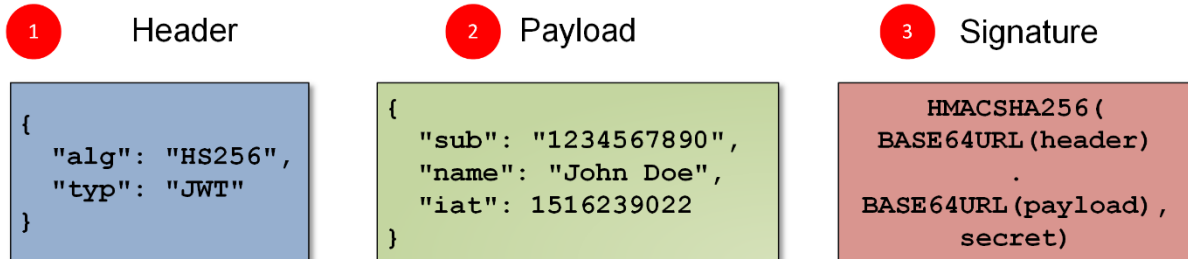 1 Header
{
"alg": "HS256",
"typ": "JWT"
}
2 Payload
{
"sub": "1234567890",
"name": "John Doe",
"iat": 1516239022
}
3 Signature
HMACSHA256(
BASE64URL(header)
.
BASE64URL(payload),
secret)